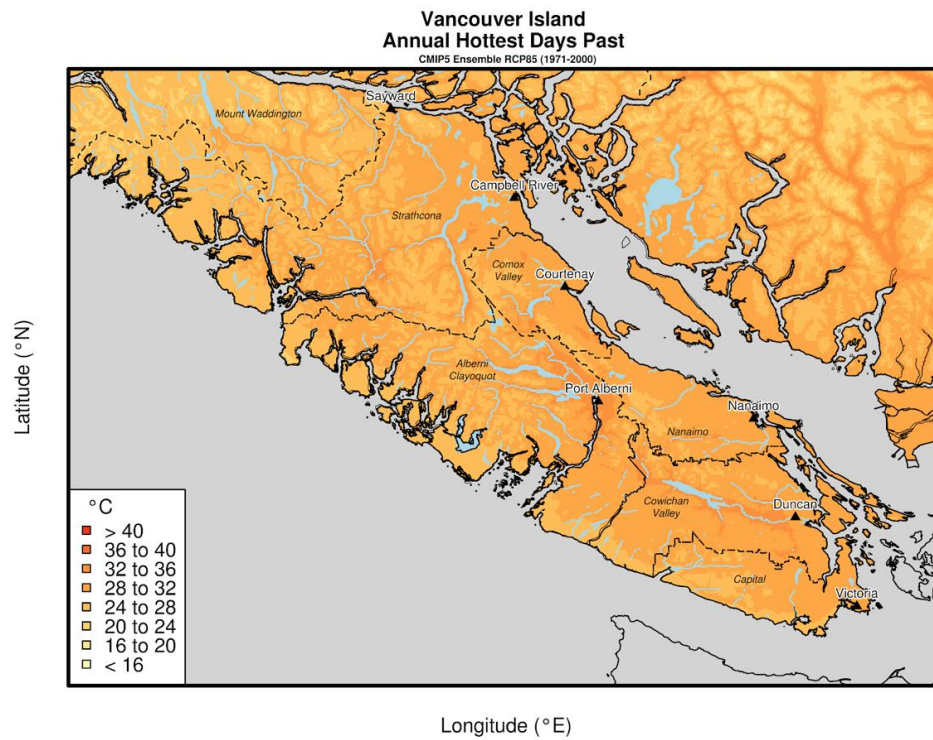 Vancouver Island
Annual Hottest Days Past
CMIP5 Ensemble RCP85 (1971-2000)
Sayward
Mount Waddington
Campbell River
Strathcona
Comox
Valley
Courtenay
Alberni
Clayoquot
Port Alberni
Nanaimo
Nanaimo
Cowichan
Valley
Duncan
Capital
Victoria
Latitude (°N)
°C
> 40
36 to 40
32 to 36
28 to 32
24 to 28
20 to 24
16 to 20
< 16
Longitude (°E)